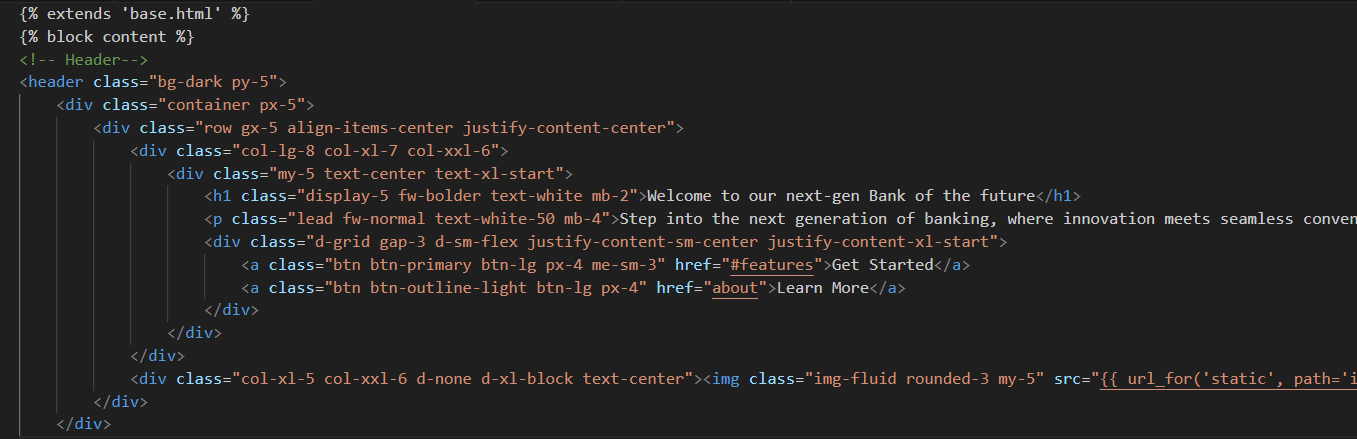 {% extends 'base.html' %}
{% block content %}
<!-- Header-->
<header class="bg-dark py-5">
<div class="container px-5">
<div class="row gx-5 align-items-center justify-content-center">
<div class="col-lg-8 col-xl-7 col-xxl-6">
<div class="my-5 text-center text-xl-start">
<h1 class="display-5 fw-bolder text-white mb-2">Welcome to our next-gen Bank of the future</h1>
<p class="lead fw-normal text-white-50 mb-4">Step into the next generation of banking, where innovation meets seamless conven
<div class="d-grid gap-3 d-sm-flex justify-content-sm-center justify-content-xl-start">
<a class="btn btn-primary btn-lg px-4 me-sm-3" href="#features">Get Started</a>
<a class="btn btn-outline-light btn-lg px-4" href="about">Learn More</a>
</div>
</div>
</div>
<div class="col-xl-5 col-xxl-6 d-none d-xl-block text-center"><img class="img-fluid rounded-3 my-5" src="{{ url_for('static', path='i
</div>
</div>